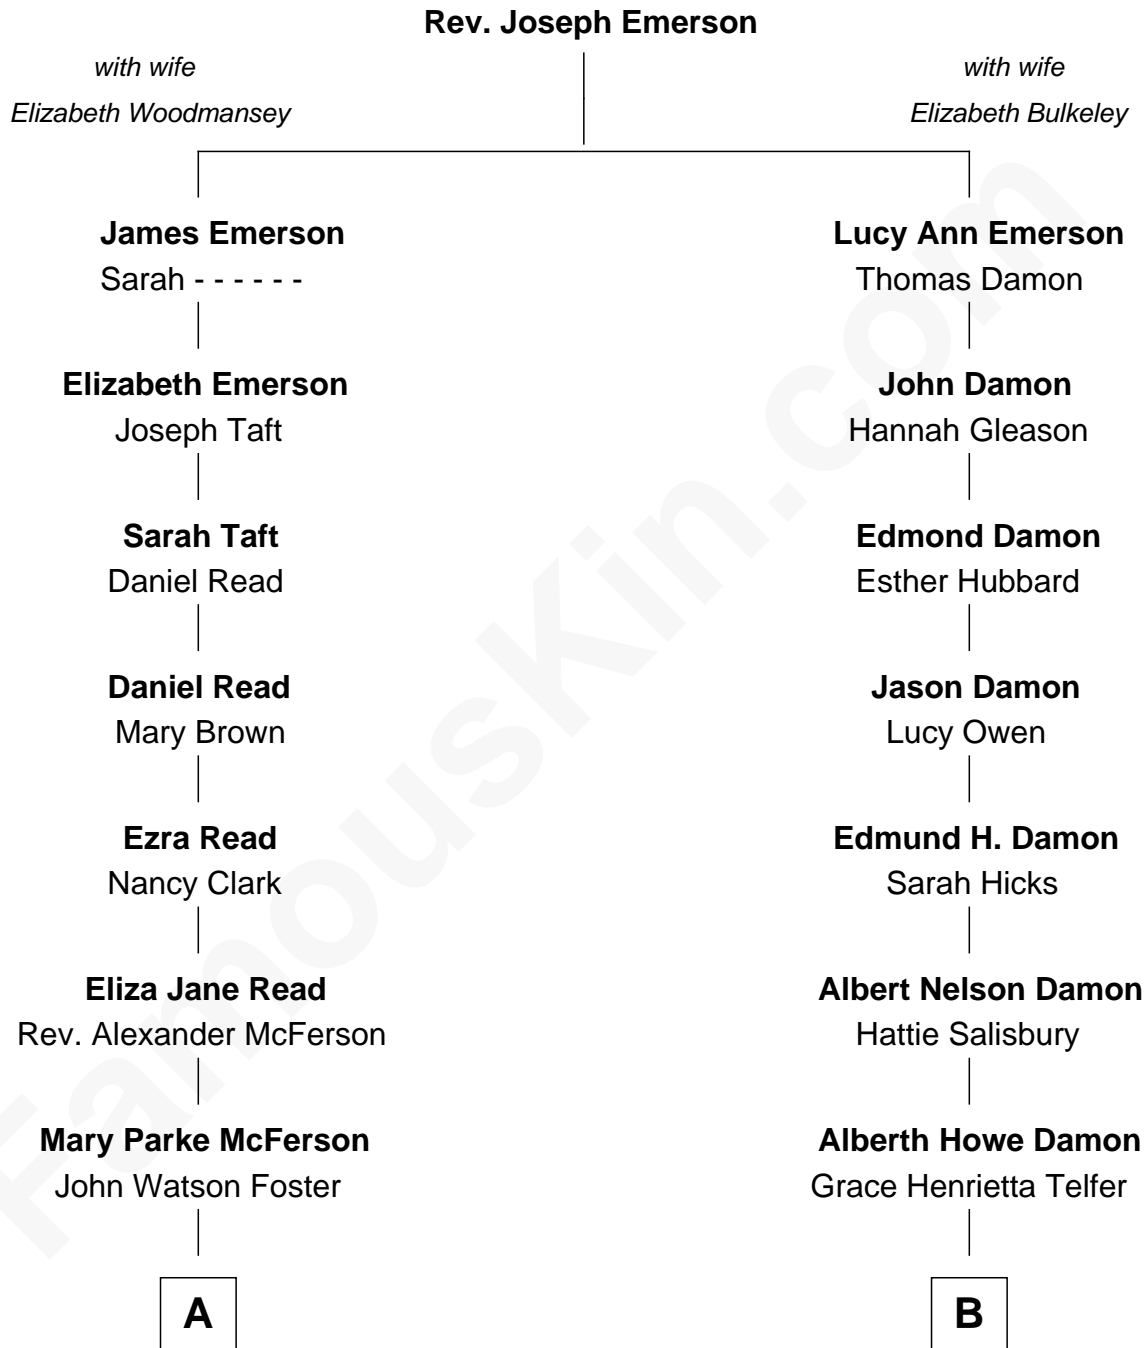 Rev. Joseph Emerson
with wife
Elizabeth Woodmansey
with wife
Elizabeth Bulkeley
James Emerson
Sarah - - - - - -
Lucy Ann Emerson
Thomas Damon
Elizabeth Emerson
Joseph Taft
John Damon
Hannah Gleason
Sarah Taft
Daniel Read
Edmond Damon
Esther Hubbard
Daniel Read
Mary Brown
Jason Damon
Lucy Owen
Ezra Read
Nancy Clark
Edmund H. Damon
Sarah Hicks
Eliza Jane Read
Rev. Alexander McFerson
Albert Nelson Damon
Hattie Salisbury
Mary Parke McFerson
John Watson Foster
Alberth Howe Damon
Grace Henrietta Telfer
A
B
FamousKin.com